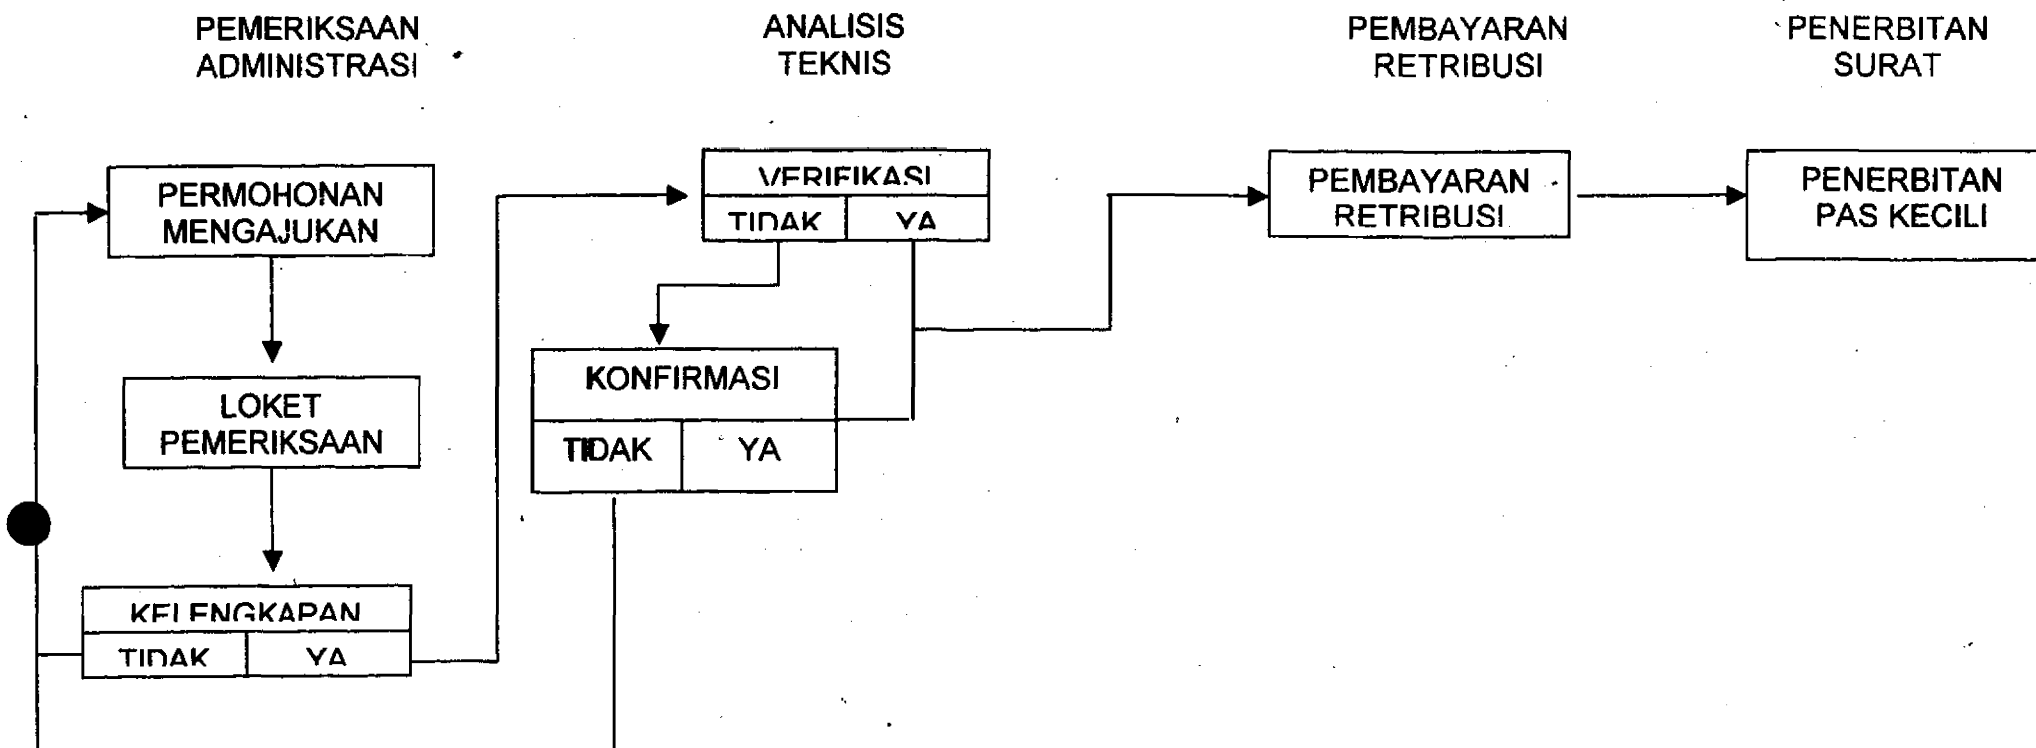 PEMERIKSAAN
ADMINISTRASI
ANALISIS
TEKNIS
PEMBAYARAN
RETRIBUSI
PENERBITAN
SURAT
PERMOHONAN
MENGAJUKAN
LOKET
PEMERIKSAAN
KELENGKAPAN
TIDAK YA
VERIFIKASI
TIDAK YA
KONFIRMASI
TIDAK YA
PEMBAYARAN
RETRIBUSI
PENERBITAN
PAS KECILI